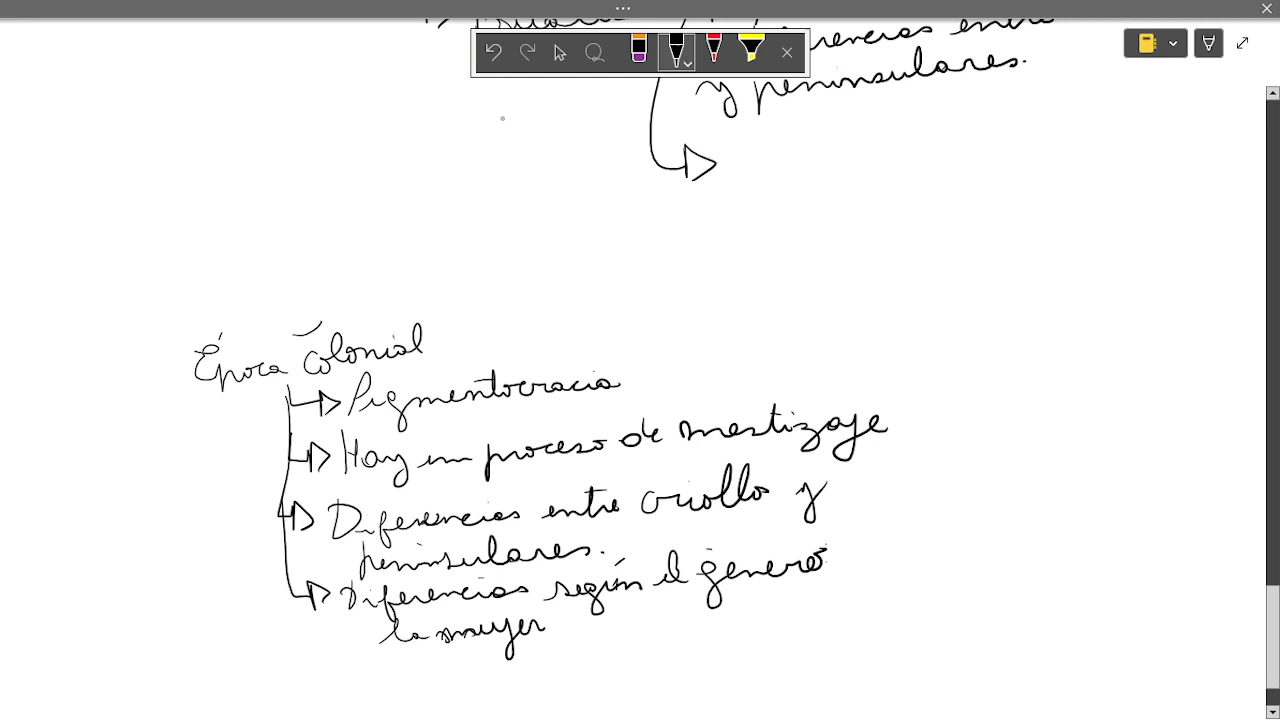 entre
y peninsulares.
Época Colonial
Pigmentocracia
Hay un proceso de mestizaje
Diferencias entre criollo y
peninsulares.
Diferencias según el género
la mujer